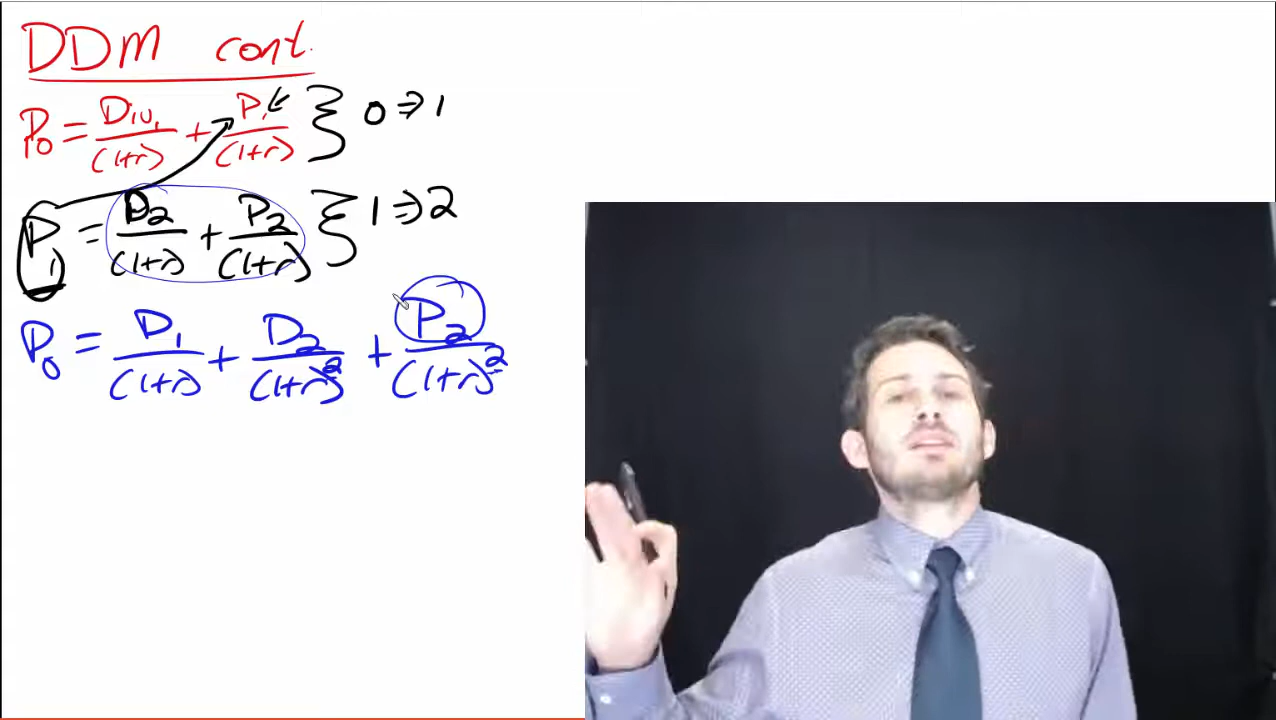 DDM cont.
P₀ = Div₁/(1+r) + P₁/(1+r) } 0 ⇒ 1
P₁ = D₂/(1+r) + P₂/(1+r) } 1 ⇒ 2
P₀ = D₁/(1+r) + D₂/(1+r)² + P₂/(1+r)²